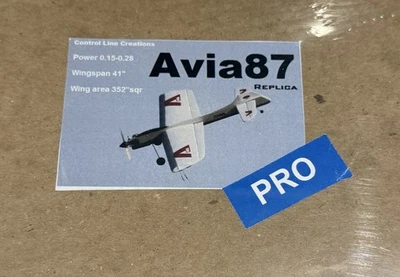 Control Line Creations
Power 0.15-0.28
Wingspan 41"
Wing area 352"sqr
Avia87
REPLICA
PRO